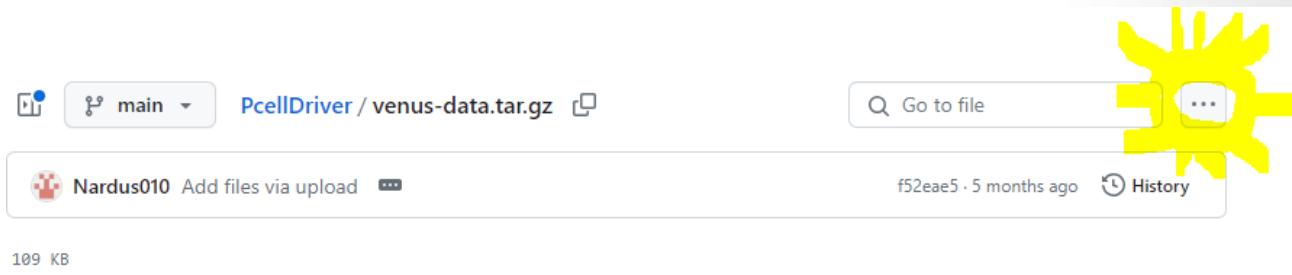 main PcellDriver / venus-data.tar.gz Go to file
Nardus010 Add files via upload f52eae5 · 5 months ago History
109 KB